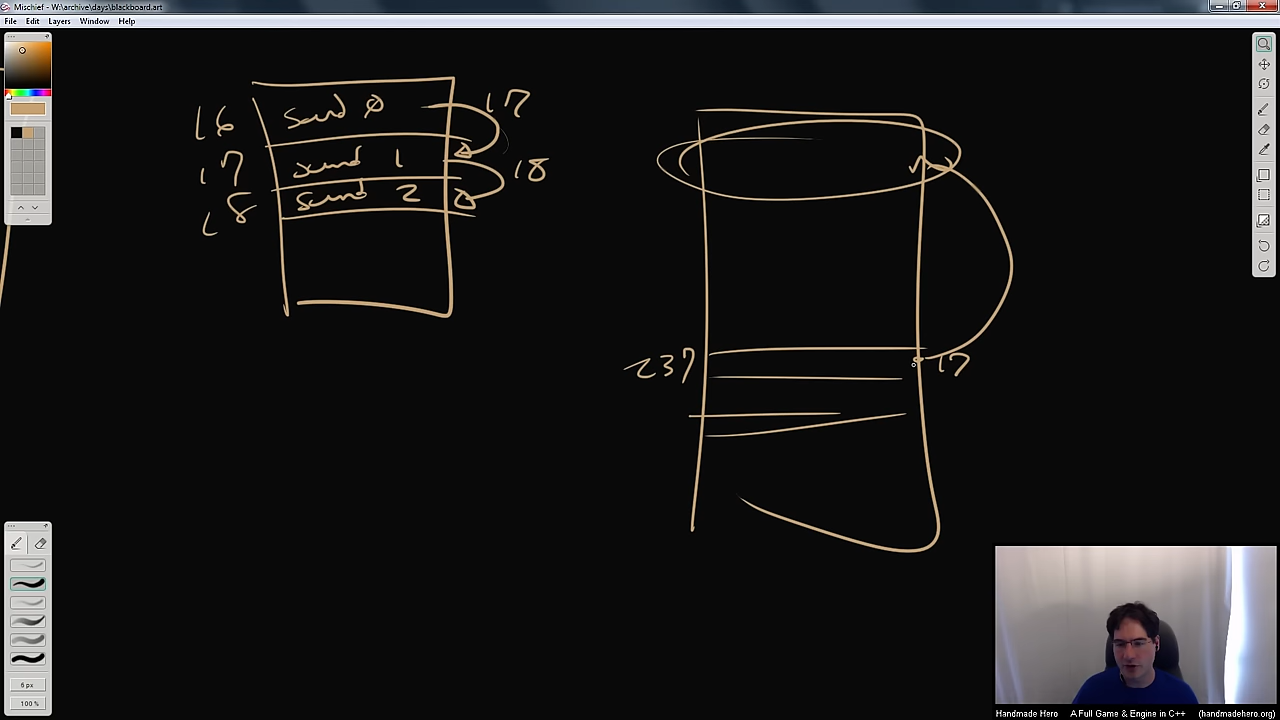 Mischief - W:\archive\days\blackboard.art
File Edit Layers Window Help
16 sound 0 17
17 sound 1 18
18 sound 2
237 17
6 px
100 %
Handmade Hero A Full Game & Engine in C++ (handmadehero.org)